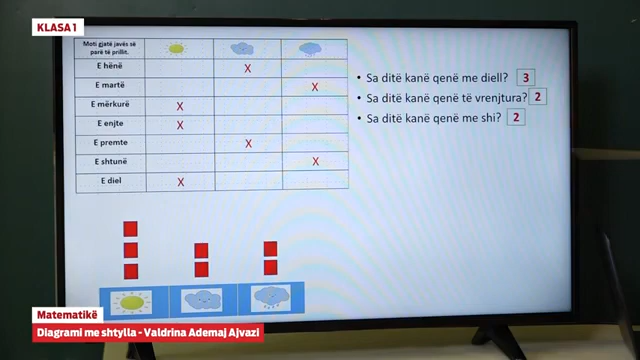 KLASA 1
Moti gjatë javës së
parë të prillit.
E hënë X
E martë X
E mërkurë X
E enjte X
E premte X
E shtunë X
E diel X
• Sa ditë kanë qenë me diell? 3
• Sa ditë kanë qenë të vrenjtura? 2
• Sa ditë kanë qenë me shi? 2
Matematikë
Diagrami me shtylla - Valdrina Ademaj Ajvazi